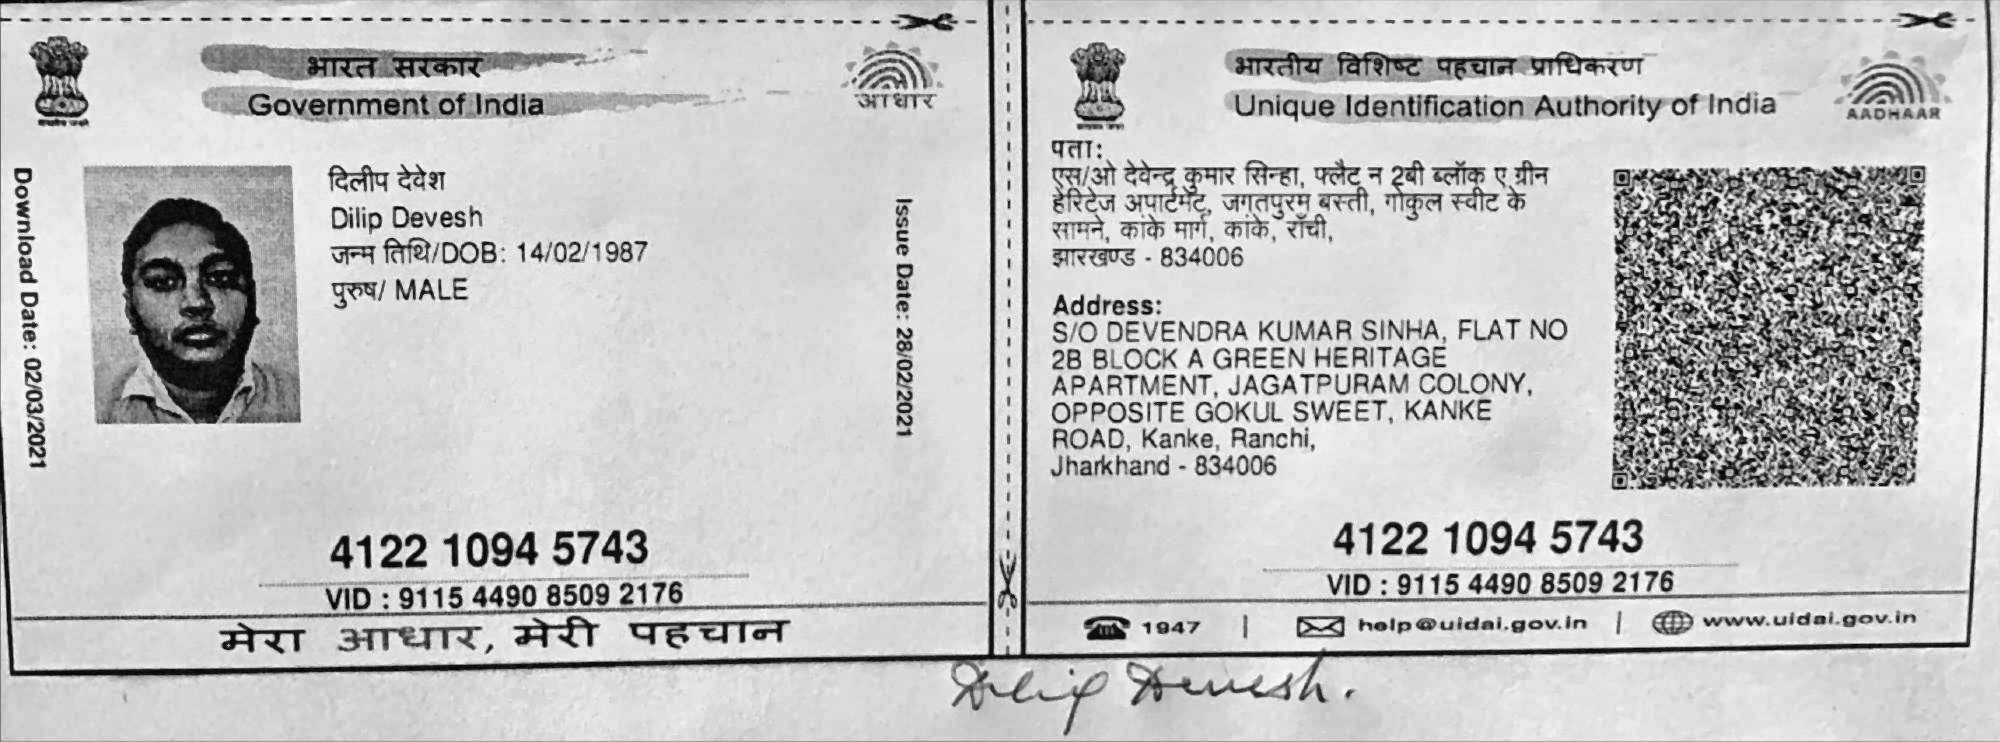 भारत सरकार
Government of India
आधार
Download Date: 02/03/2021
दिलीप देवेश
Dilip Devesh
जन्म तिथि/DOB: 14/02/1987
पुरुष/ MALE
Issue Date: 28/02/2021
4122 1094 5743
VID : 9115 4490 8509 2176
मेरा आधार, मेरी पहचान
भारतीय विशिष्ट पहचान प्राधिकरण
Unique Identification Authority of India
AADHAAR
पता:
एस/ओ देवेन्द्र कुमार सिन्हा, फ्लैट न 2बी ब्लॉक ए ग्रीन
हेरिटेज अपार्टमेंट, जगतपुरम बस्ती, गोकुल स्वीट के
सामने, कांके मार्ग, कांके, राँची,
झारखण्ड - 834006
Address:
S/O DEVENDRA KUMAR SINHA, FLAT NO
2B BLOCK A GREEN HERITAGE
APARTMENT, JAGATPURAM COLONY,
OPPOSITE GOKUL SWEET, KANKE
ROAD, Kanke, Ranchi,
Jharkhand - 834006
4122 1094 5743
VID : 9115 4490 8509 2176
1947 | help@uidai.gov.in | www.uidai.gov.in
Dilip Devesh.